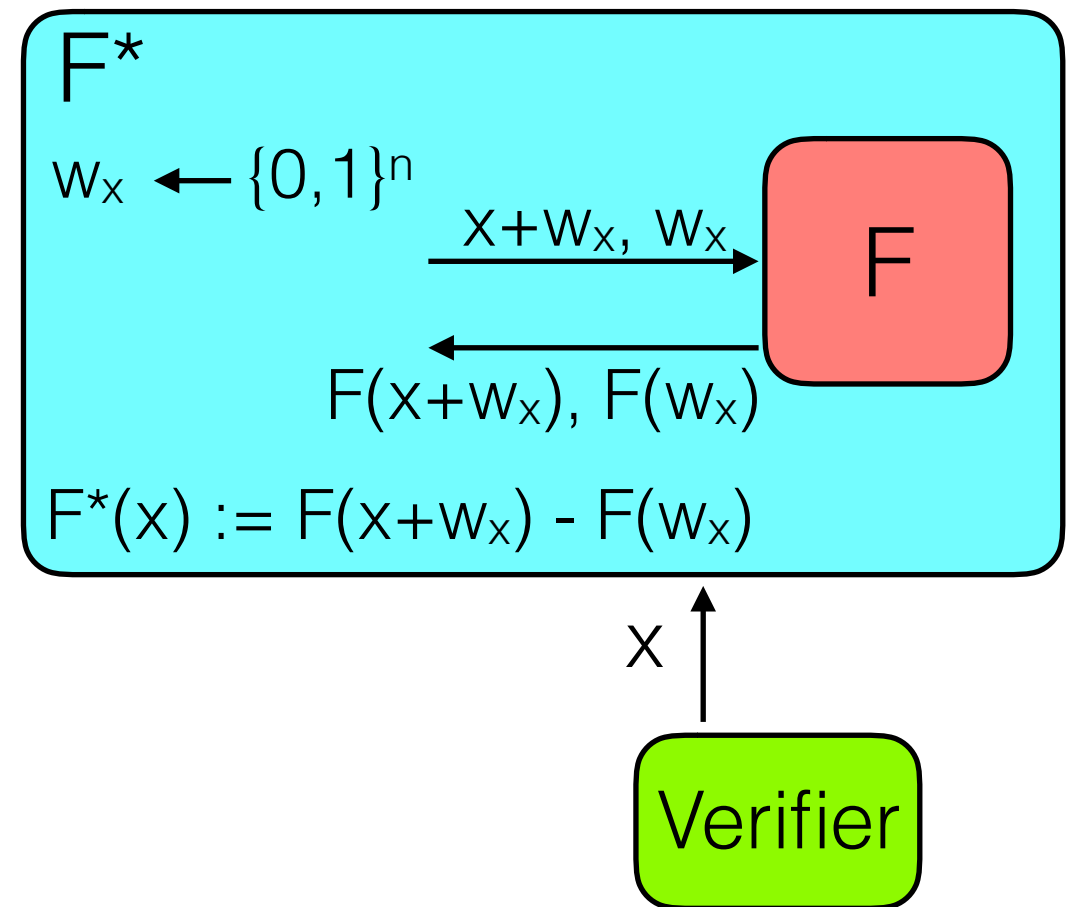 F*
wₓ ← {0,1}ⁿ
x+wₓ, wₓ
F
F(x+wₓ), F(wₓ)
F*(x) := F(x+wₓ) - F(wₓ)
x
Verifier